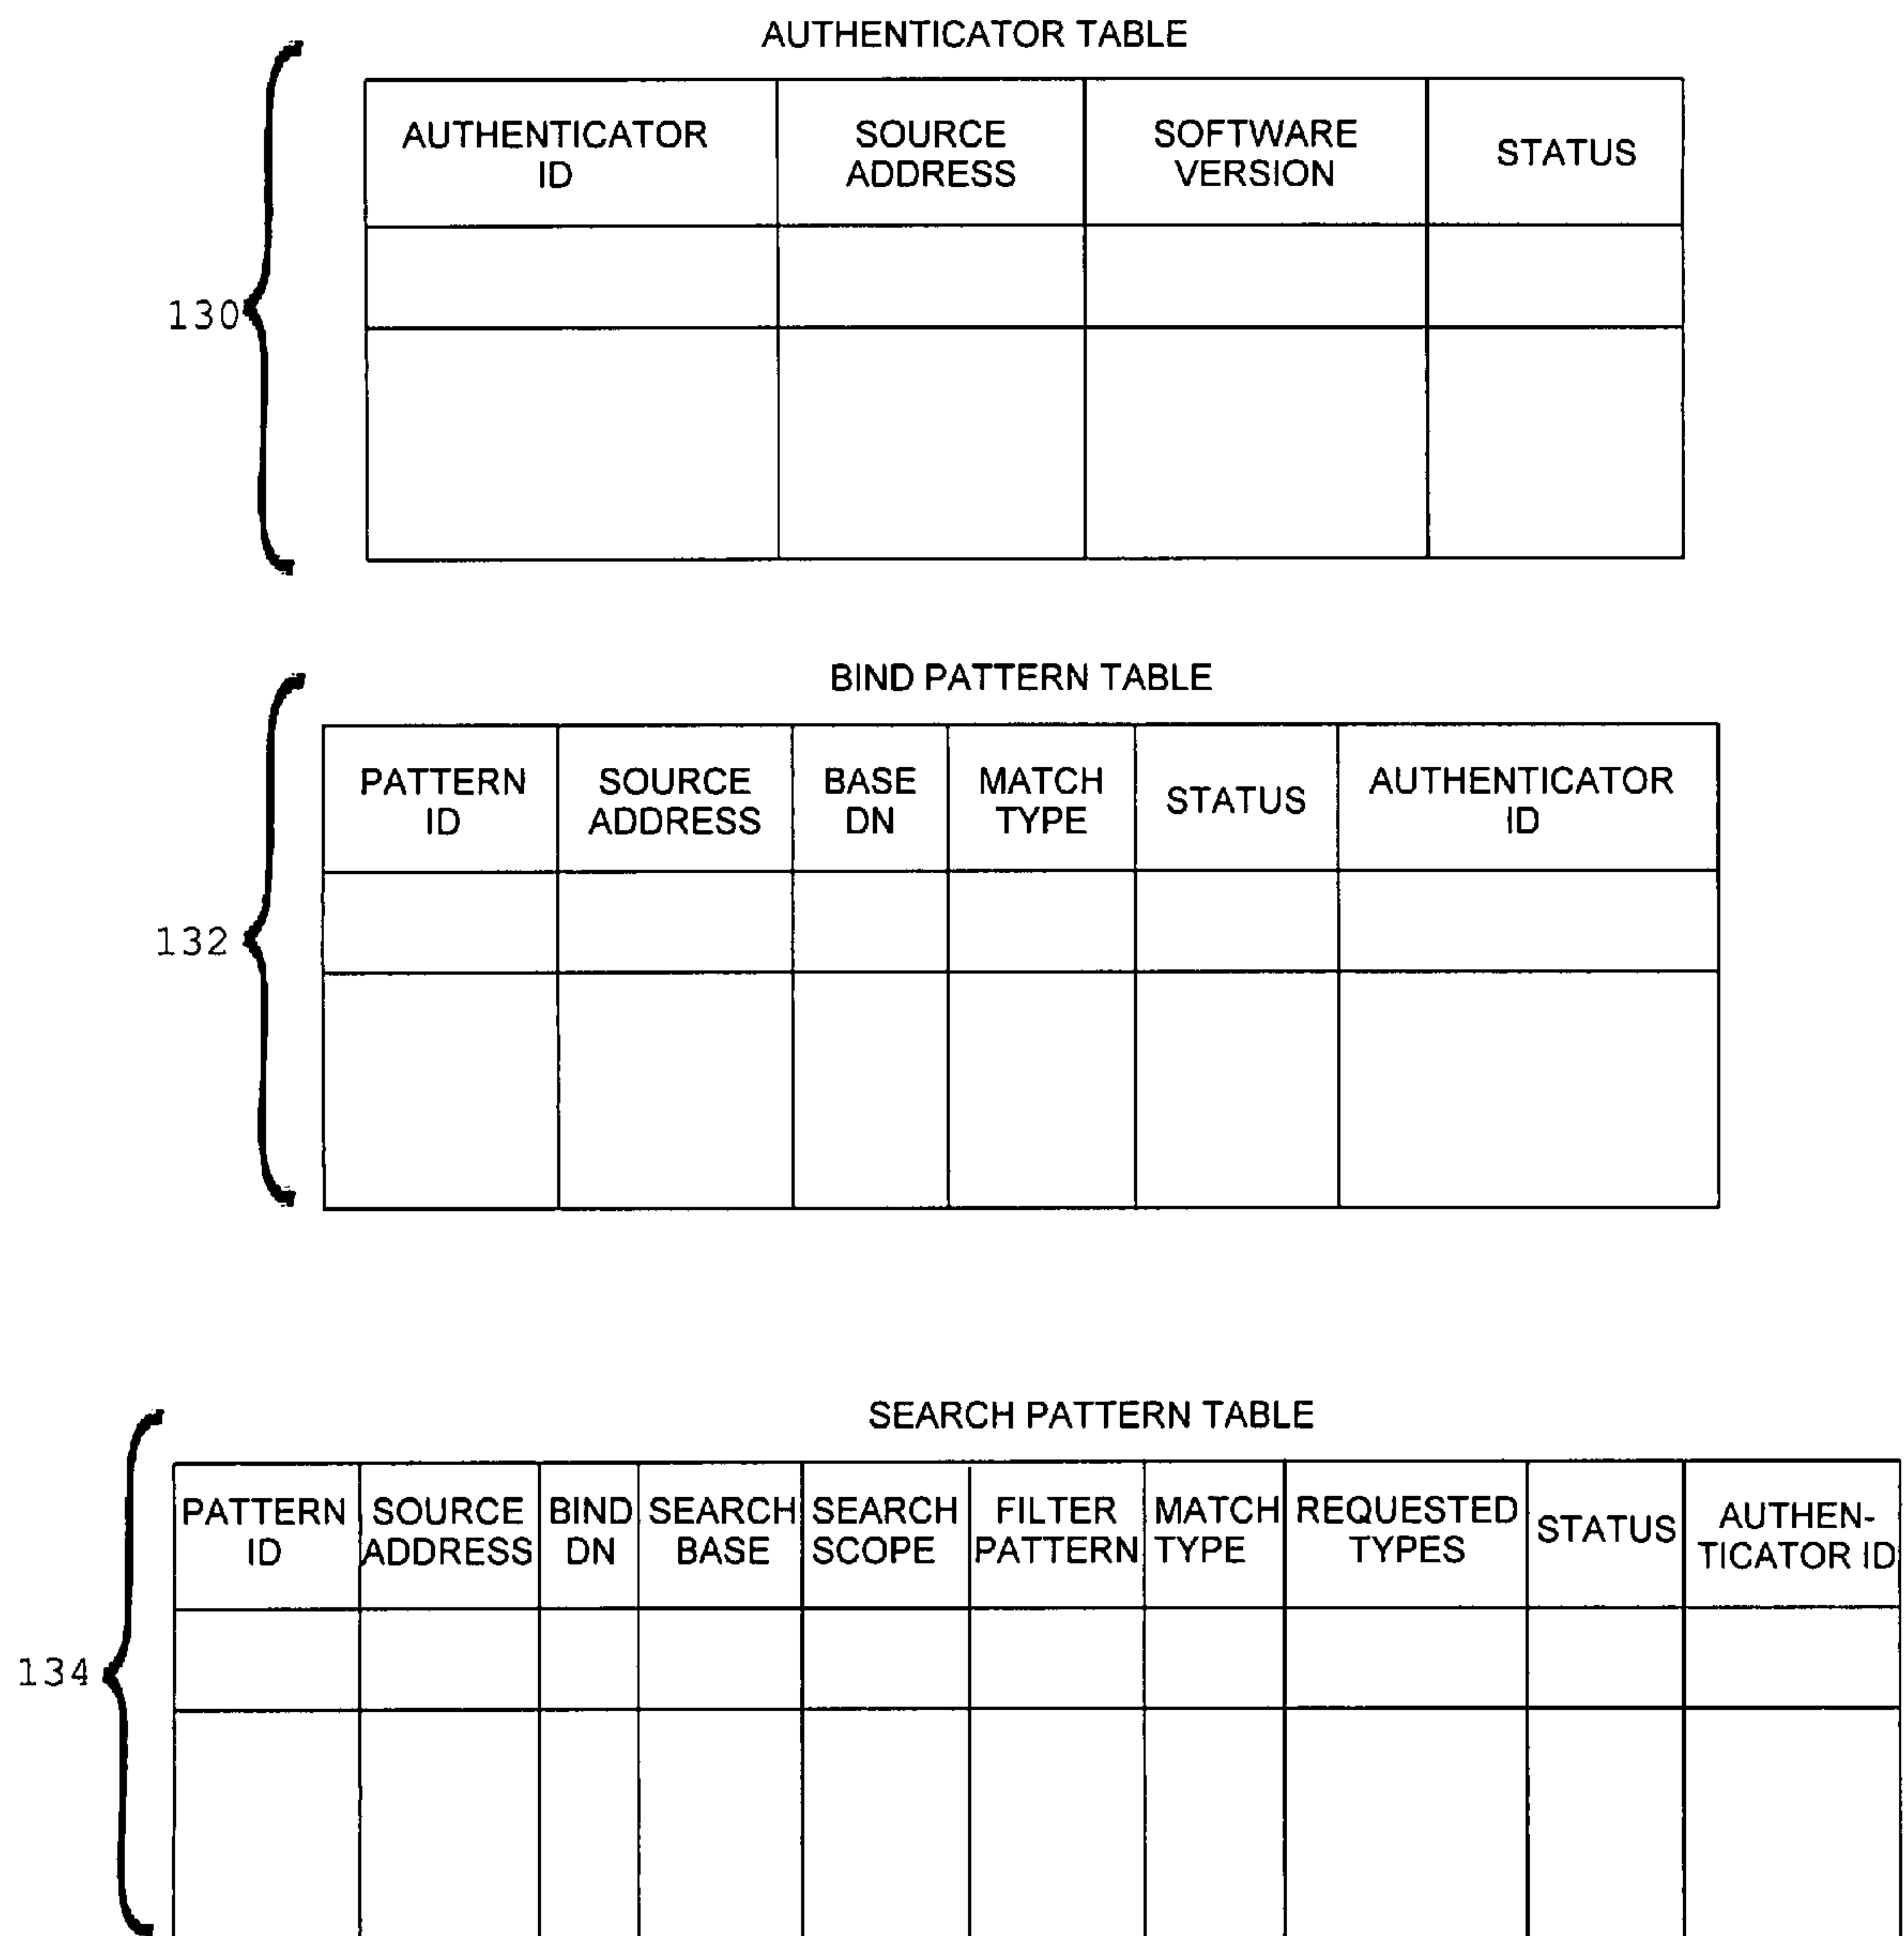 AUTHENTICATOR TABLE
AUTHENTICATOR ID
SOURCE ADDRESS
SOFTWARE VERSION
STATUS
130
BIND PATTERN TABLE
PATTERN ID
SOURCE ADDRESS
BASE DN
MATCH TYPE
STATUS
AUTHENTICATOR ID
132
SEARCH PATTERN TABLE
PATTERN ID
SOURCE ADDRESS
BIND DN
SEARCH BASE
SEARCH SCOPE
FILTER PATTERN
MATCH TYPE
REQUESTED TYPES
STATUS
AUTHEN-
TICATOR ID
134